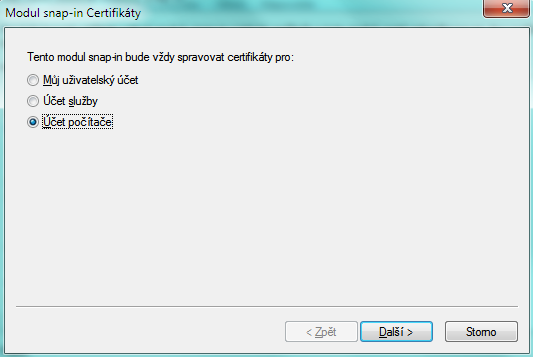 Modul snap-in Certifikáty
Tento modul snap-in bude vždy spravovat certifikáty pro:
Můj uživatelský účet
Účet služby
Účet počítače
< Zpět
Další >
Storno